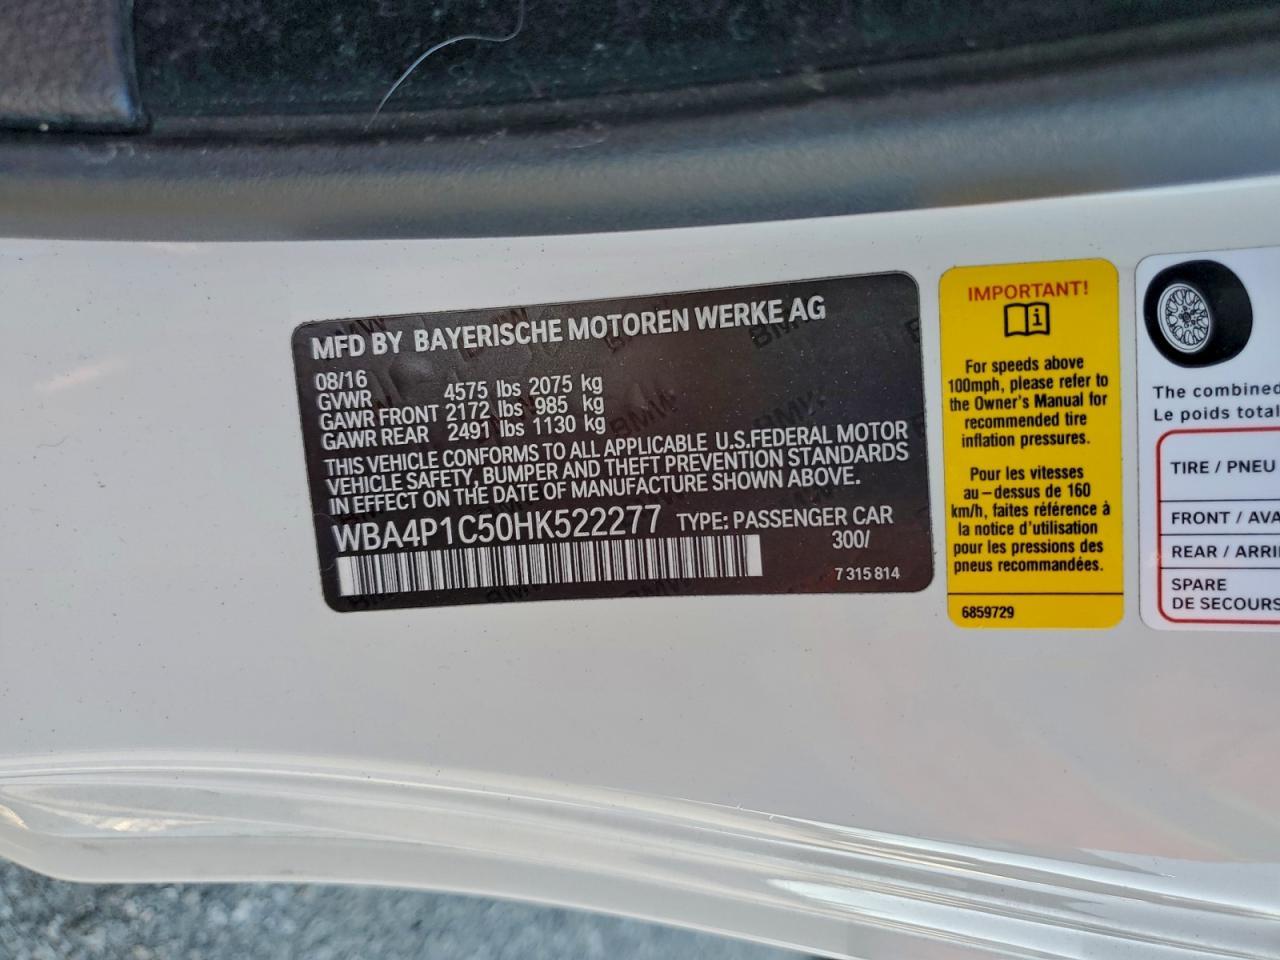 MFD BY BAYERISCHE MOTOREN WERKE AG
08/16
GVWR 4575 lbs 2075 kg
GAWR FRONT 2172 lbs 985 kg
GAWR REAR 2491 lbs 1130 kg
THIS VEHICLE CONFORMS TO ALL APPLICABLE U.S.FEDERAL MOTOR
VEHICLE SAFETY, BUMPER AND THEFT PREVENTION STANDARDS
IN EFFECT ON THE DATE OF MANUFACTURE SHOWN ABOVE.
WBA4P1C50HK522277 TYPE: PASSENGER CAR
300/
7 315 814
IMPORTANT!
i
For speeds above
100mph, please refer to
the Owner's Manual for
recommended tire
inflation pressures.
Pour les vitesses
au-dessus de 160
km/h, faites référence à
la notice d'utilisation
pour les pressions des
pneus recommandées.
6859729
The combined
Le poids total
TIRE / PNEU
FRONT / AVA
REAR / ARRI
SPARE
DE SECOURS